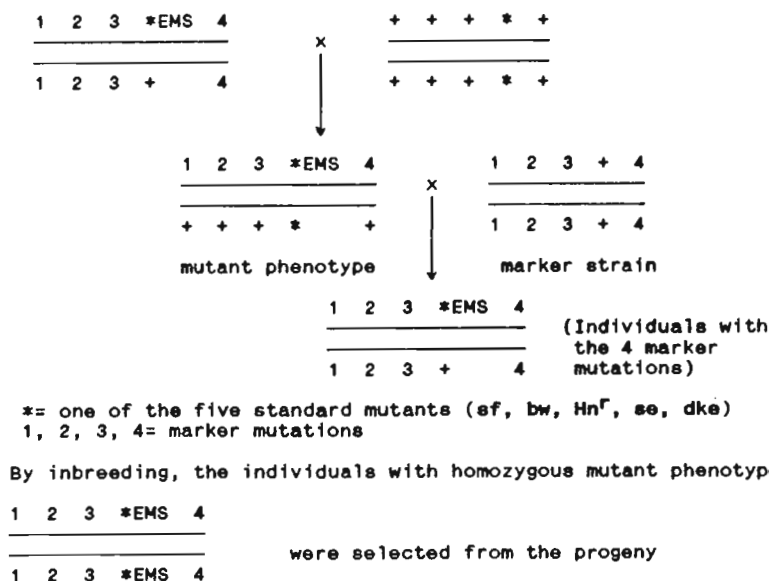 1 2 3 *EMS 4 + + + * +
x
1 2 3 + 4 + + + * +
1 2 3 *EMS 4 1 2 3 + 4
x
+ + + * + 1 2 3 + 4
mutant phenotype marker strain
1 2 3 *EMS 4
(Individuals with
the 4 marker
1 2 3 + 4 mutations)
*= one of the five standard mutants (sf, bw, Hnʳ, se, dke)
1, 2, 3, 4= marker mutations
By inbreeding, the individuals with homozygous mutant phenotype
1 2 3 *EMS 4
were selected from the progeny
1 2 3 *EMS 4